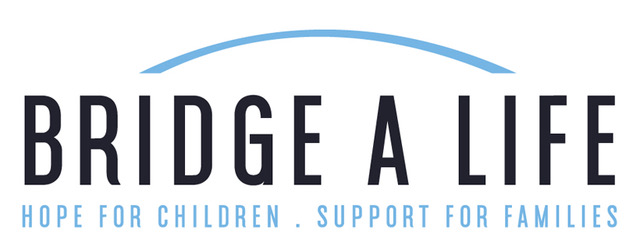 BRIDGE A LIFE
HOPE FOR CHILDREN . SUPPORT FOR FAMILIES